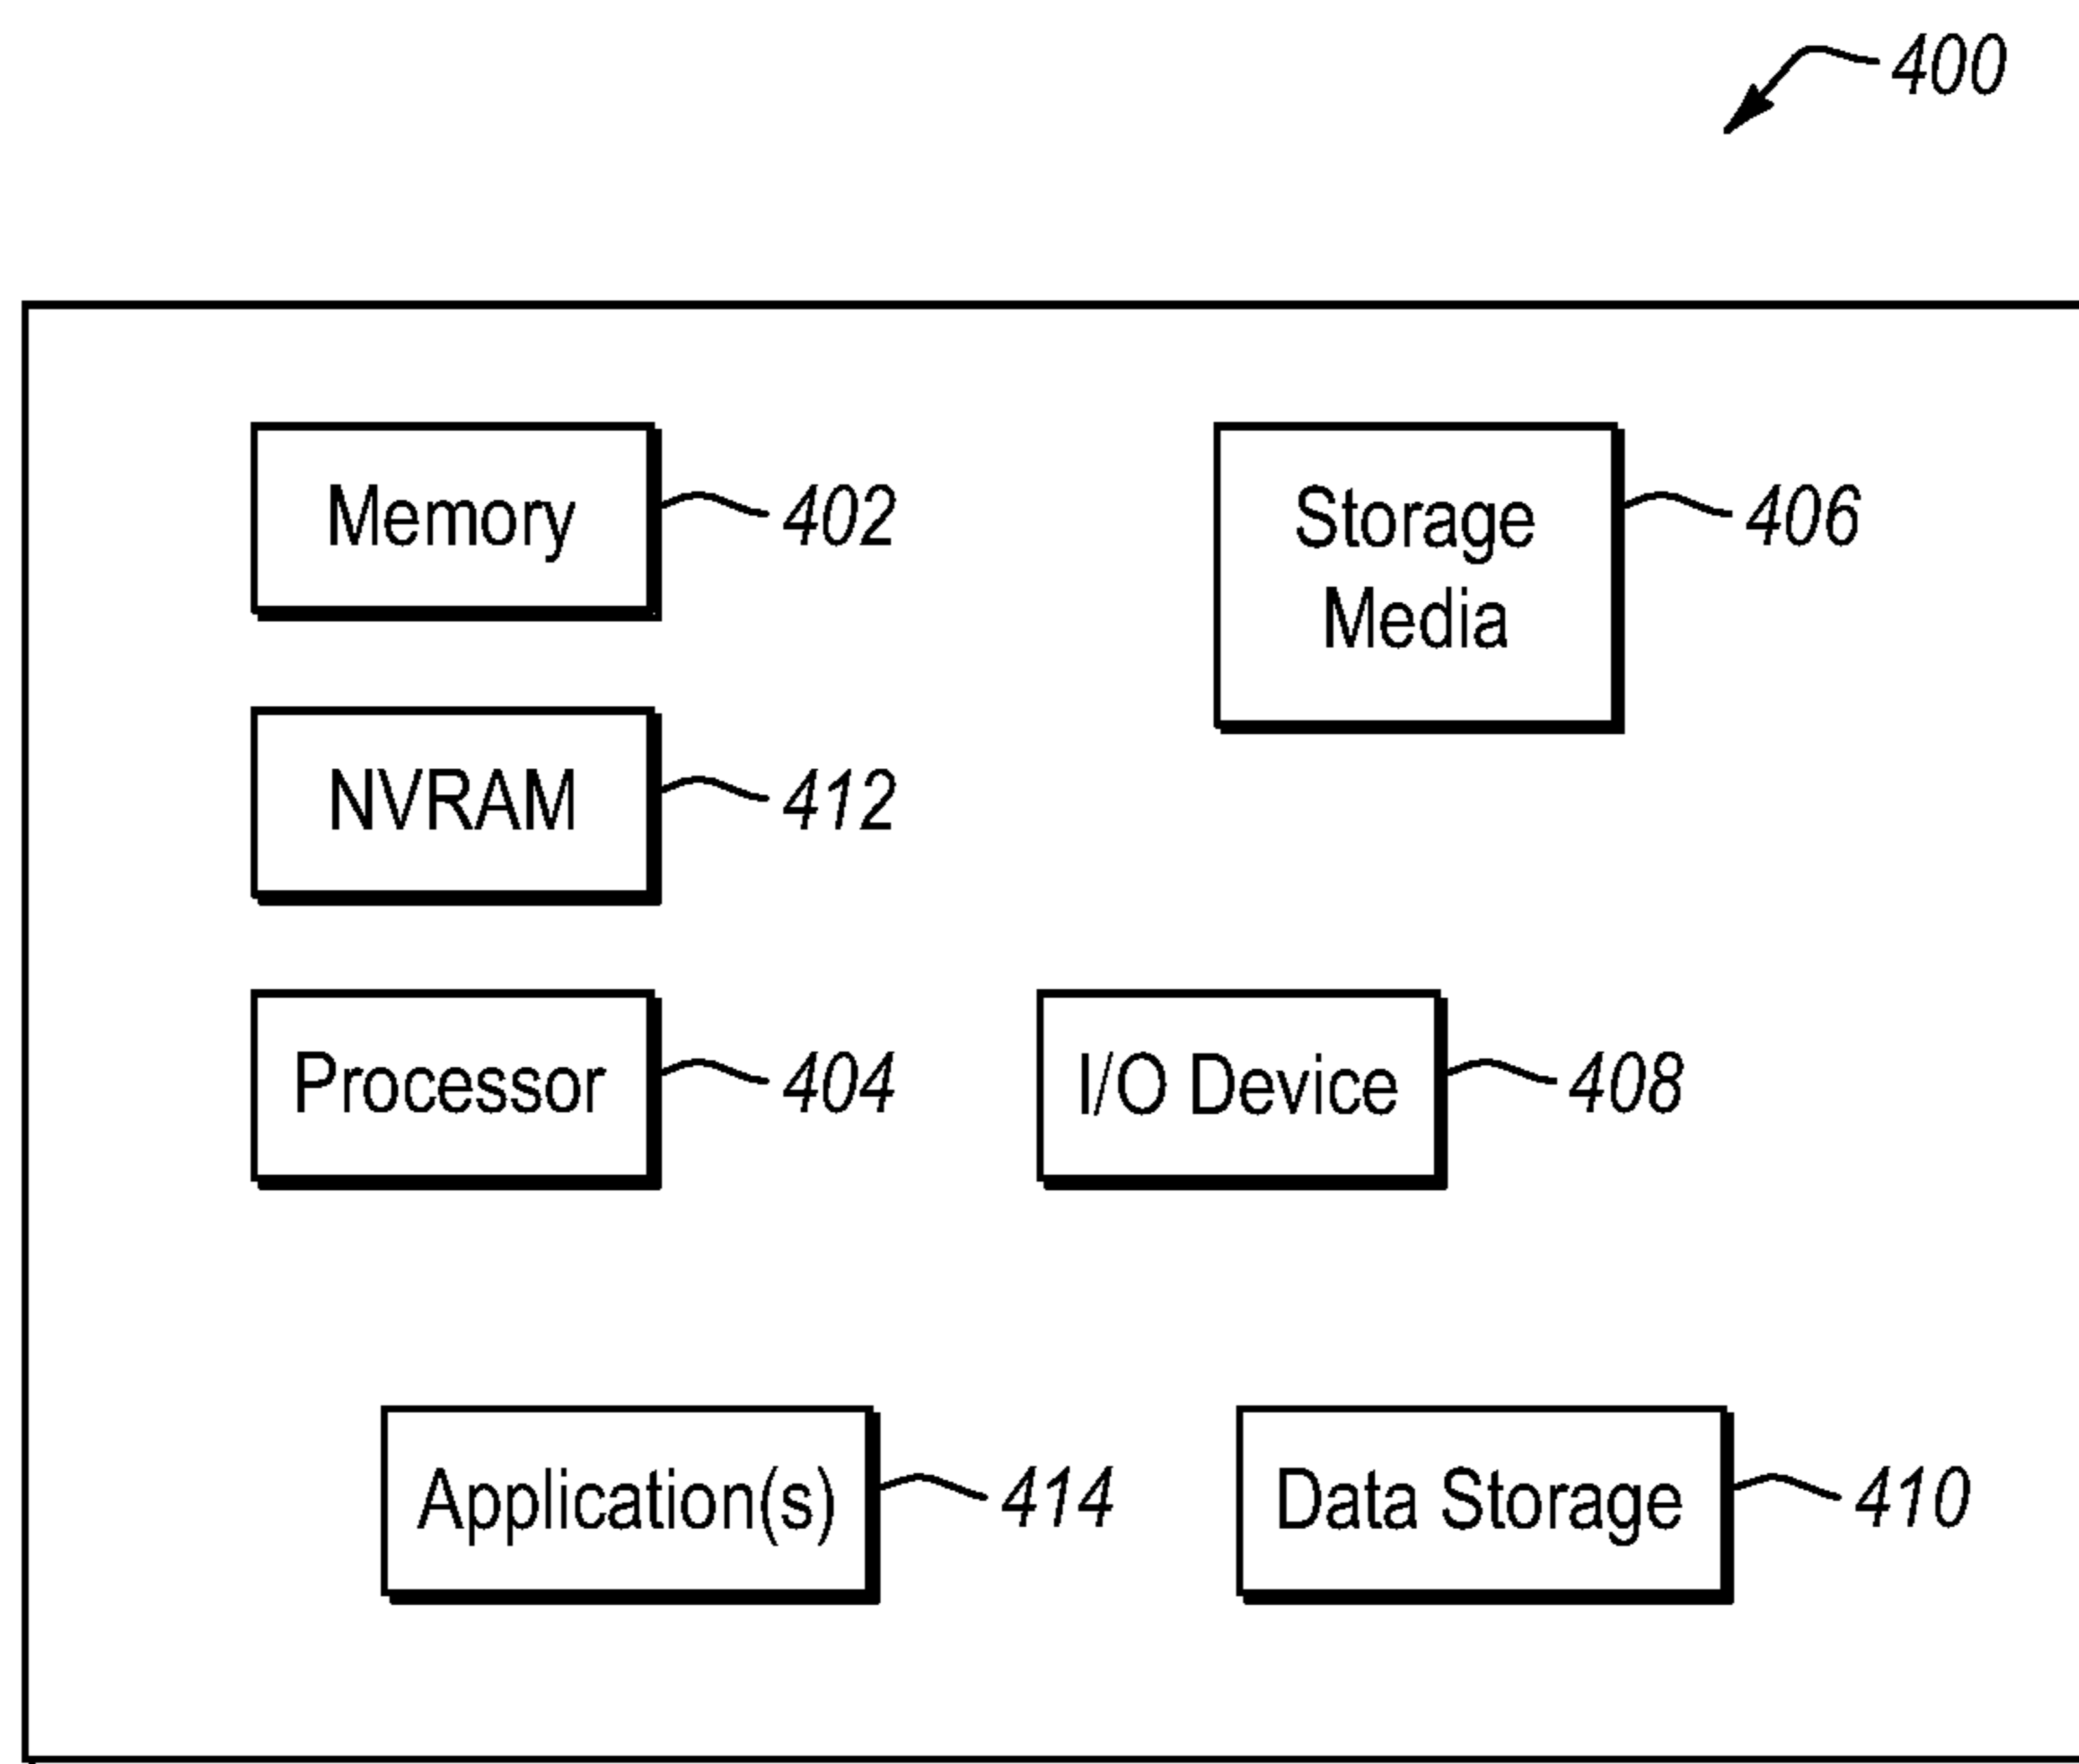 400
Memory 402
Storage
Media
406
NVRAM 412
Processor 404
I/O Device 408
Application(s) 414
Data Storage 410